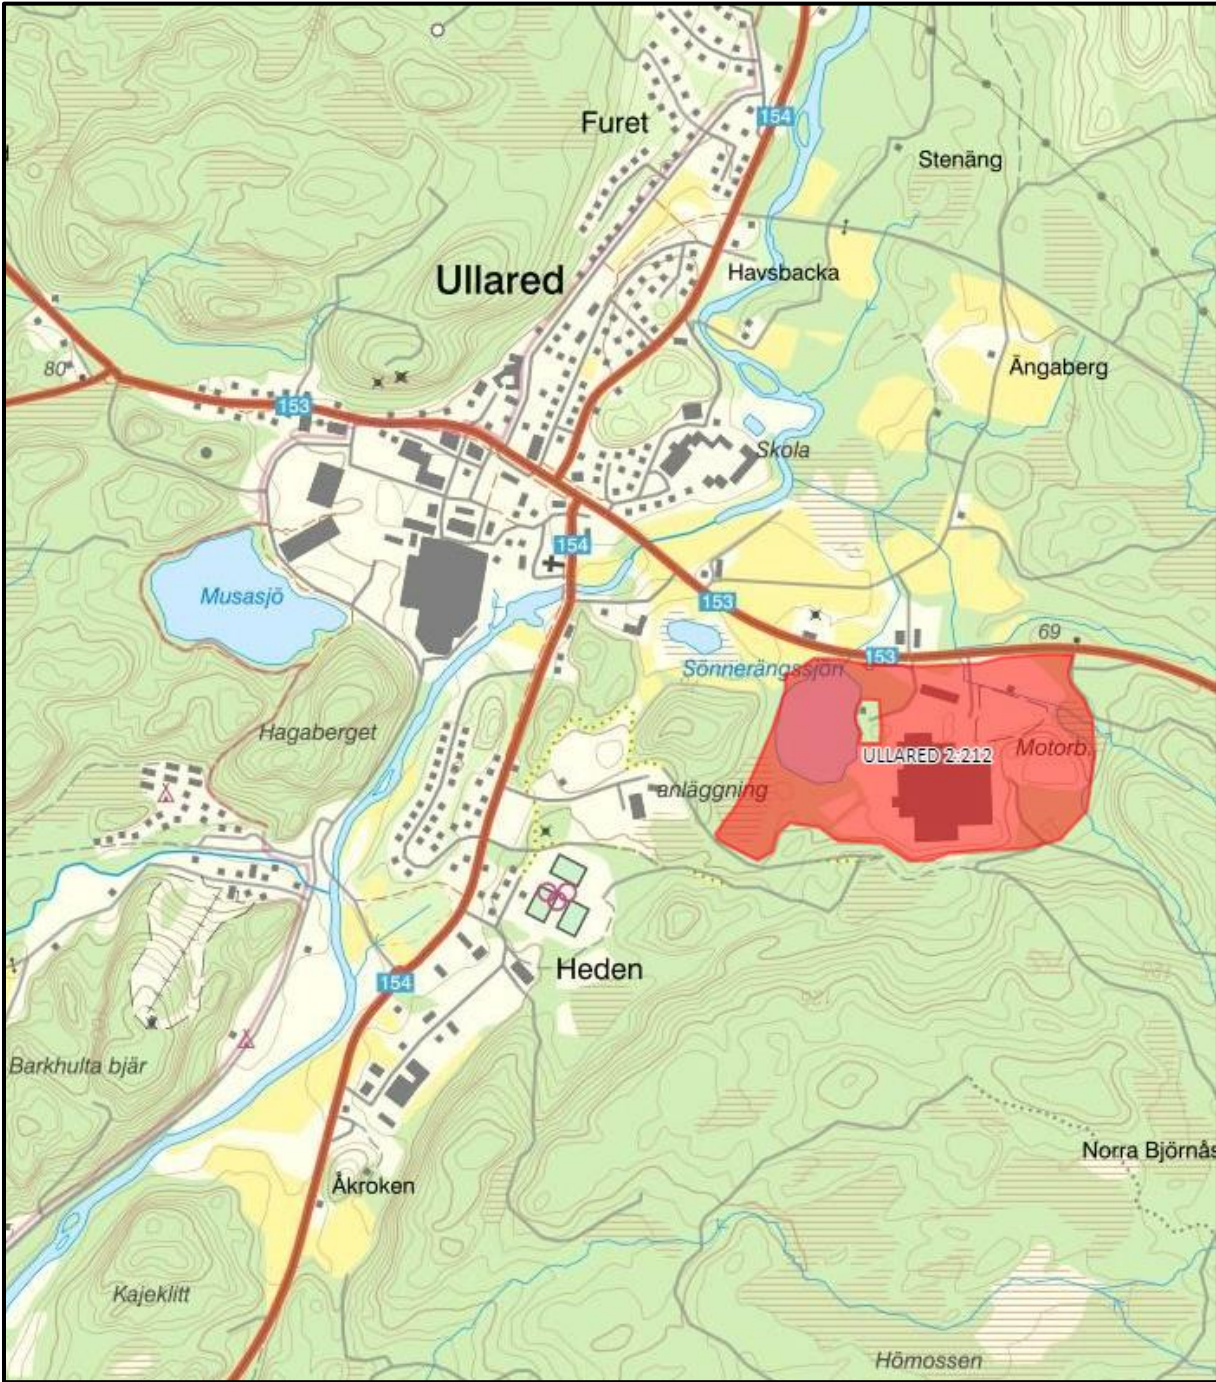 Furet
154
Stenäng
Ullared
Havsbacka
Ängaberg
80
153
Skola
154
Musasjö
153
69
Sönnerängssjön
153
Hagaberget
ULLARED 2:212
Motorb.
anläggning
Heden
154
Barkhulta bjär
Norra Björnås
Åkroken
Kajeklitt
Hömossen